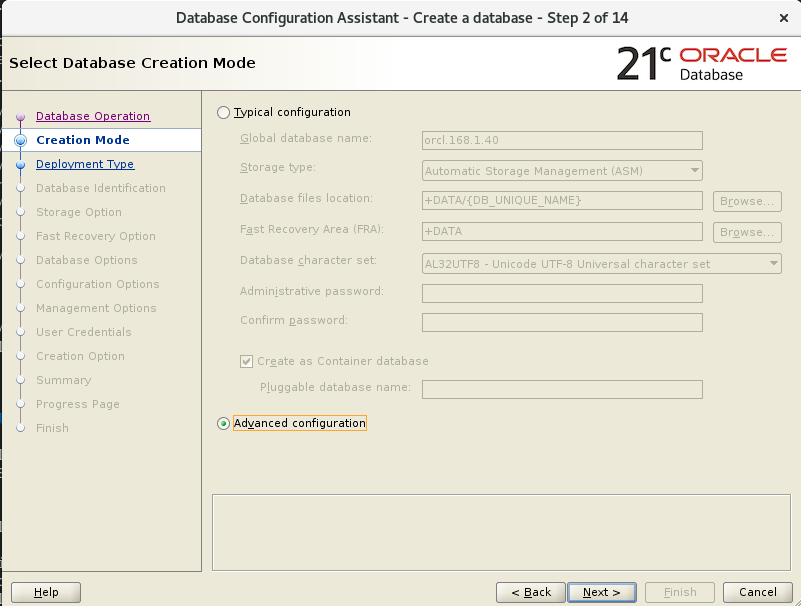 Database Configuration Assistant - Create a database - Step 2 of 14
Select Database Creation Mode
21c ORACLE
Database
Database Operation
Creation Mode
Deployment Type
Database Identification
Storage Option
Fast Recovery Option
Database Options
Configuration Options
Management Options
User Credentials
Creation Option
Summary
Progress Page
Finish
Typical configuration
Global database name: orcl.168.1.40
Storage type: Automatic Storage Management (ASM)
Database files location: +DATA/{DB_UNIQUE_NAME} Browse...
Fast Recovery Area (FRA): +DATA Browse...
Database character set: AL32UTF8 - Unicode UTF-8 Universal character set
Administrative password:
Confirm password:
Create as Container database
Pluggable database name:
Advanced configuration
Help < Back Next > Finish Cancel